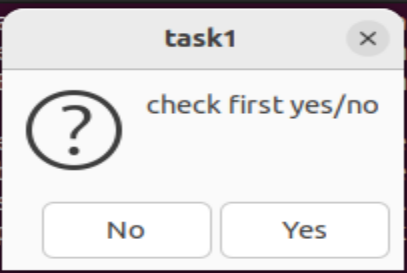 task1
check first yes/no
No
Yes